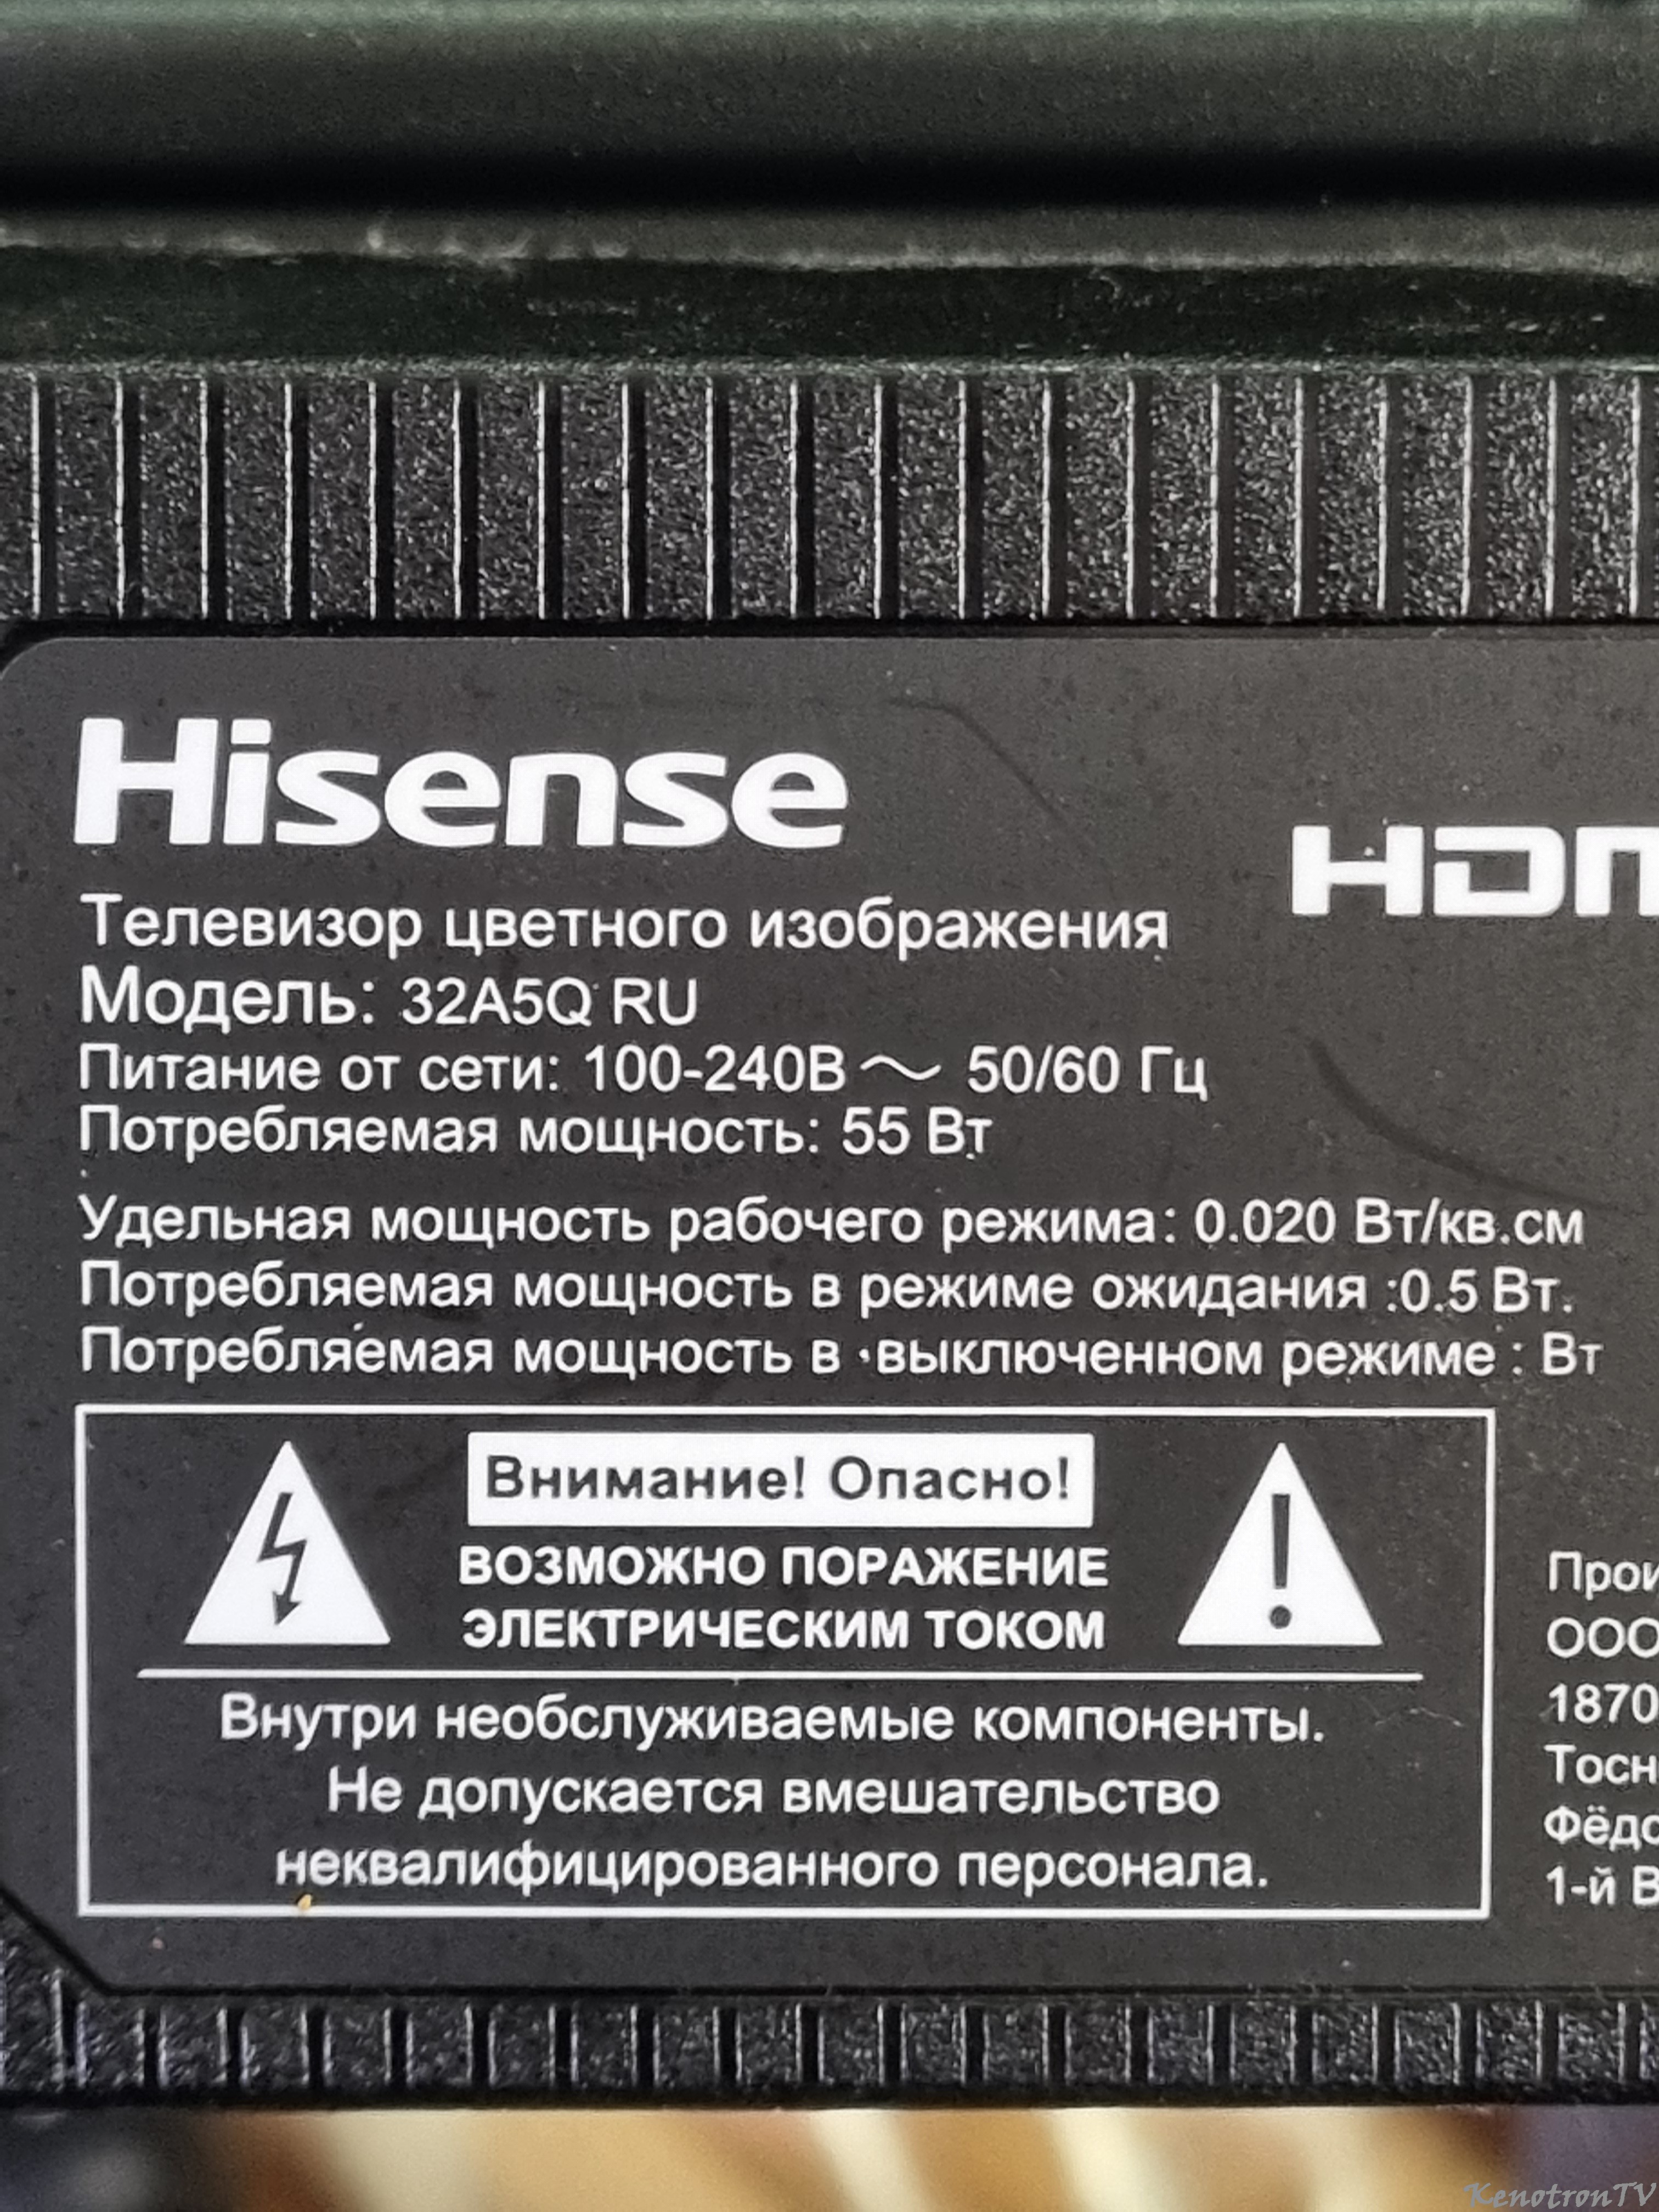 Hisense
HDM
Телевизор цветного изображения
Модель: 32A5Q RU
Питание от сети: 100-240В ~ 50/60 Гц
Потребляемая мощность: 55 Вт
Удельная мощность рабочего режима: 0.020 Вт/кв.см
Потребляемая мощность в режиме ожидания :0.5 Вт.
Потребляемая мощность в выключенном режиме : Вт
Внимание! Опасно!
ВОЗМОЖНО ПОРАЖЕНИЕ
ЭЛЕКТРИЧЕСКИМ ТОКОМ
Внутри необслуживаемые компоненты.
Не допускается вмешательство
неквалифицированного персонала.
Прои
ООО
1870
Тосн
Фёдо
1-й В
KenotronTV